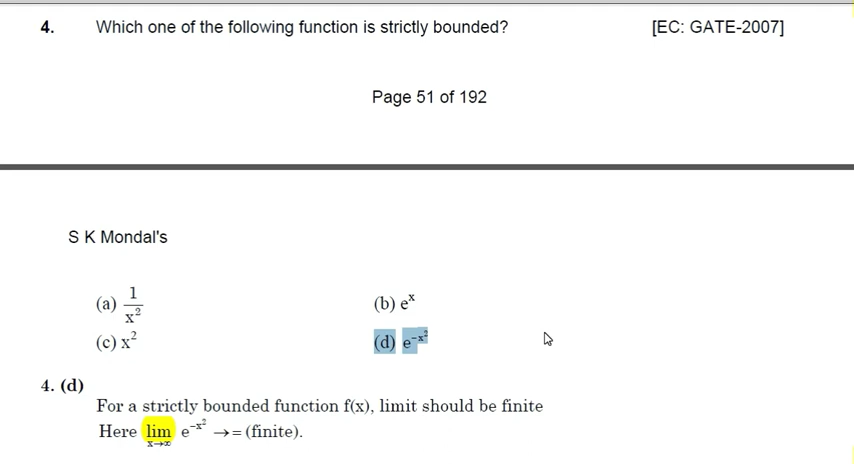 4. Which one of the following function is strictly bounded? [EC: GATE-2007]
Page 51 of 192
S K Mondal's
(a) 1/x² (b) eˣ
(c) x² (d) e^(-x²)
4. (d)
For a strictly bounded function f(x), limit should be finite
Here lim x→∞ e^(-x²) → = (finite).